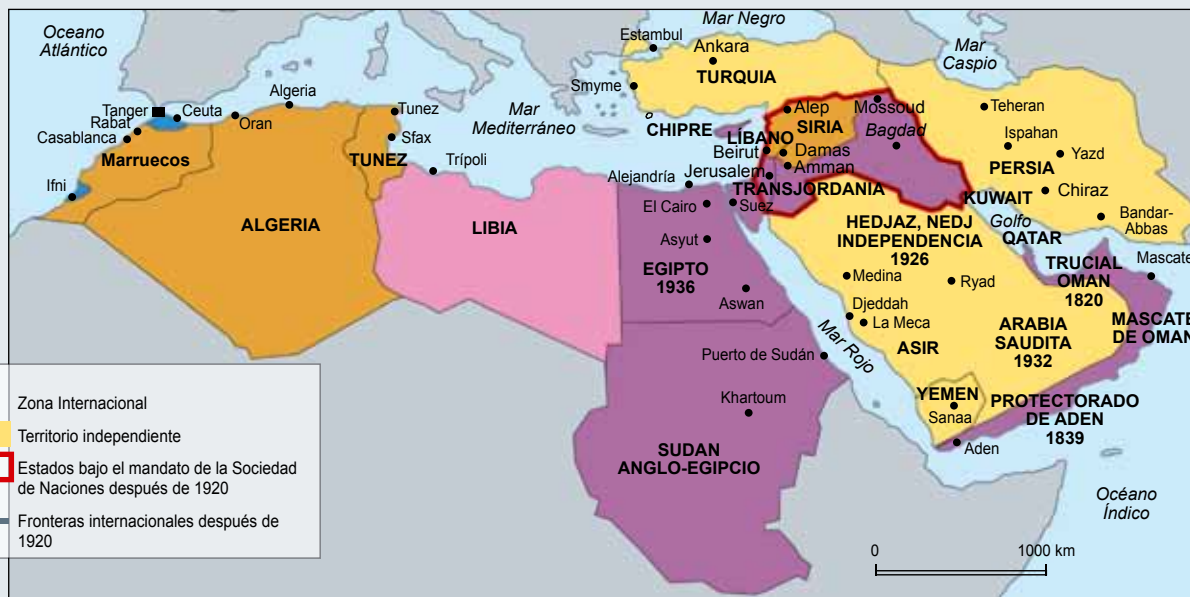 Mar Negro
Oceano
Atlántico
Estambul
Ankara
TURQUIA
Mar
Caspio
Smyme
Algeria
Tanger
Ceuta
Rabat
Oran
Casablanca
Marruecos
Tunez
Sfax
TUNEZ
Mar
Mediterráneo
CHIPRE
Alep
SIRIA
LÍBANO
Mossoud
Bagdad
Teheran
Ispahan
Yazd
PERSIA
Beirut
Damas
Amman
Ifni
Trípoli
Alejandría
Jerusalem
TRANSJORDANIA
KUWAIT
Chiraz
El Cairo
Suez
ALGERIA
LIBIA
HEDJAZ, NEDJ
INDEPENDENCIA
1926
Golfo
QATAR
Bandar-
Abbas
Asyut
EGIPTO
1936
Medina
Ryad
TRUCIAL
OMAN
1820
Mascate
Aswan
Djeddah
La Meca
MASCATE
DE OMAN
Mar Rojo
ASIR
ARABIA
SAUDITA
1932
Puerto de Sudán
YEMEN
Sanaa
PROTECTORADO
DE ADEN
1839
Khartoum
Aden
SUDAN
ANGLO-EGIPCIO
Océano
Índico
Zona Internacional
Territorio independiente
Estados bajo el mandato de la Sociedad
de Naciones después de 1920
Fronteras internacionales después de
1920
0 1000 km